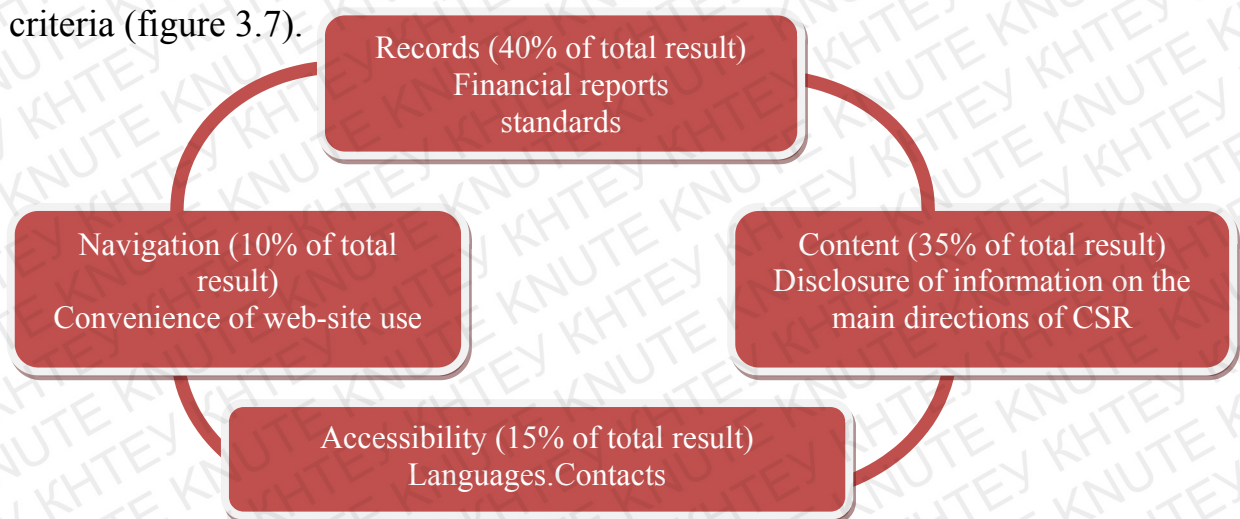 criteria (figure 3.7).
Records (40% of total result)
Financial reports
standards
Navigation (10% of total
result)
Convenience of web-site use
Content (35% of total result)
Disclosure of information on the
main directions of CSR
Accessibility (15% of total result)
Languages.Contacts